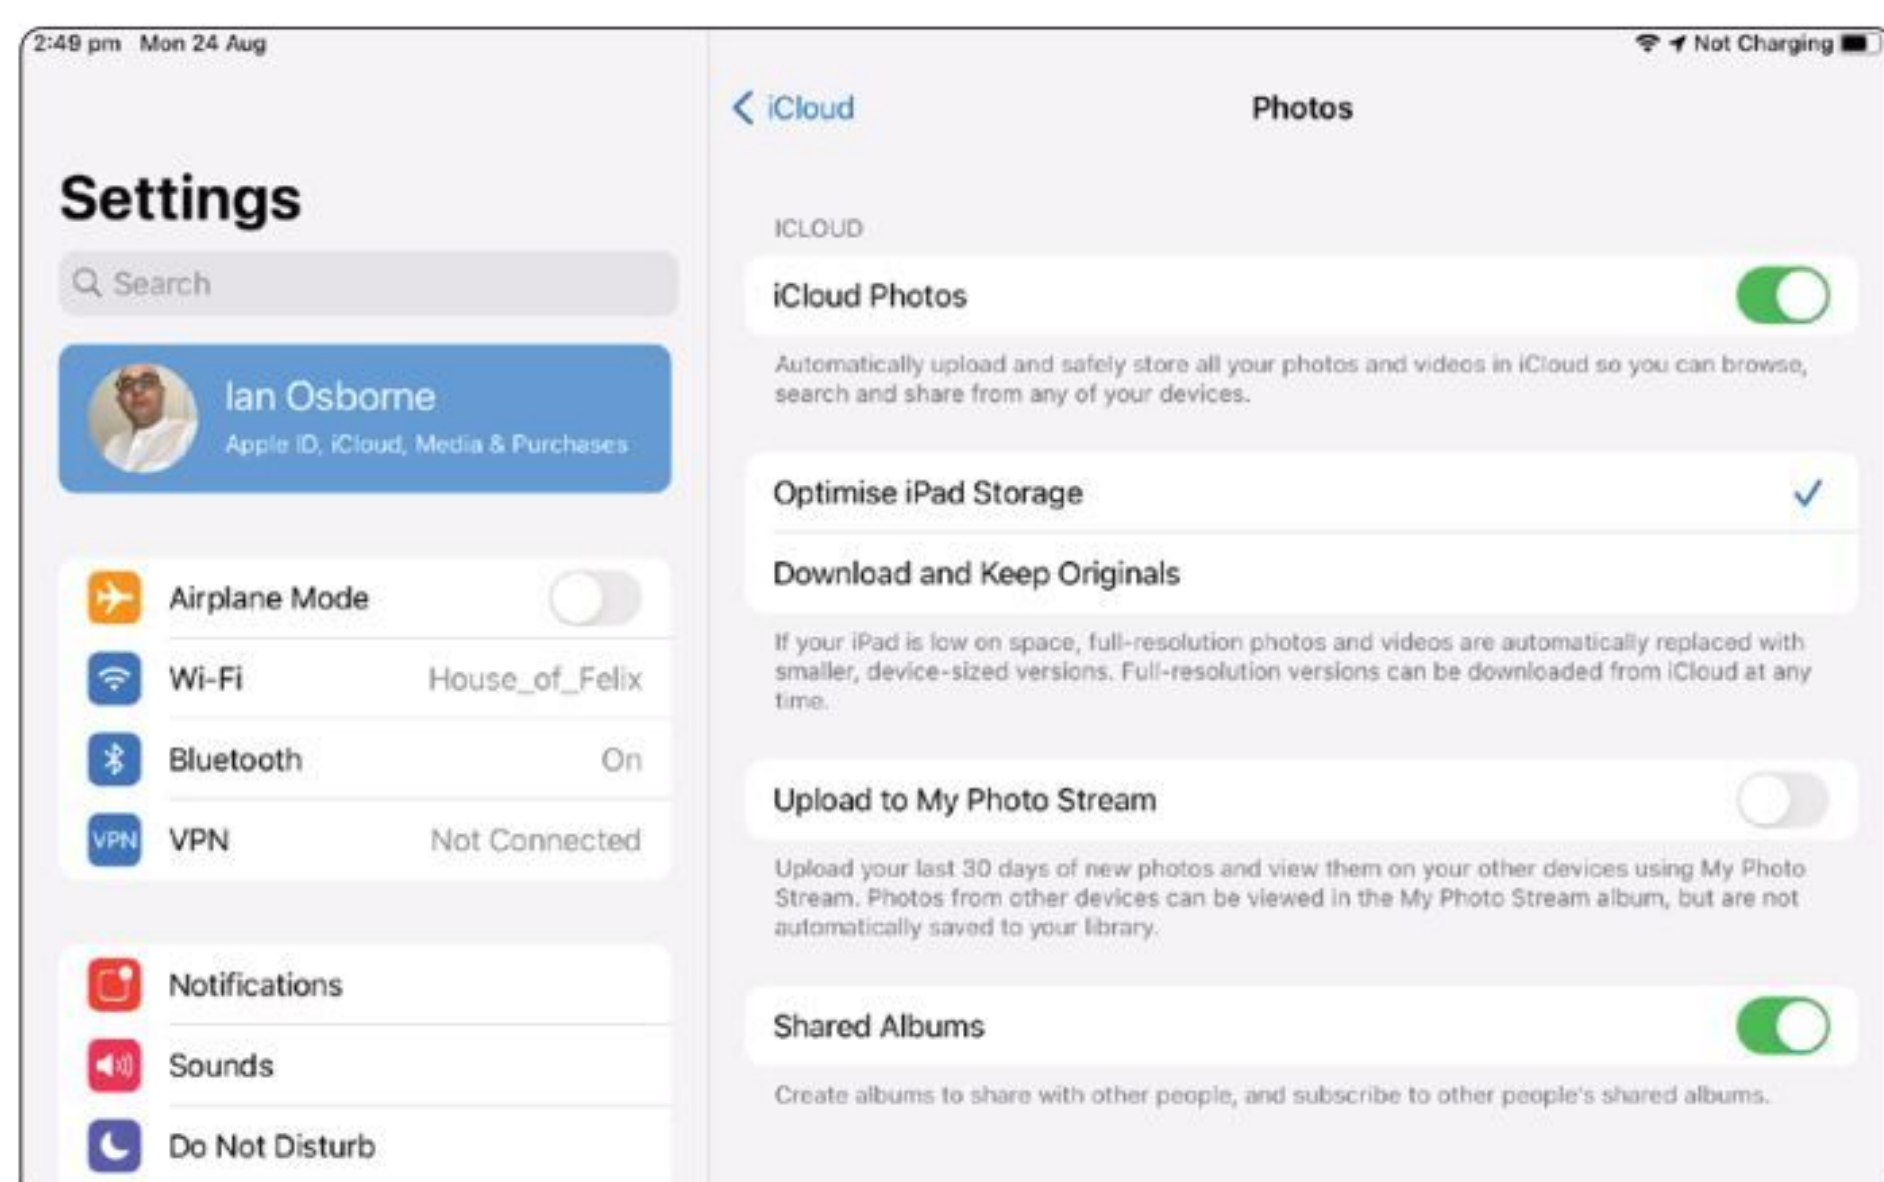 2:49 pm Mon 24 Aug
Not Charging
Settings
Search
Ian Osborne
Apple ID, iCloud, Media & Purchases
Airplane Mode
Wi-Fi House_of_Felix
Bluetooth On
VPN VPN Not Connected
Notifications
Sounds
Do Not Disturb
iCloud Photos
ICLOUD
iCloud Photos
Automatically upload and safely store all your photos and videos in iCloud so you can browse,
search and share from any of your devices.
Optimise iPad Storage
Download and Keep Originals
If your iPad is low on space, full-resolution photos and videos are automatically replaced with
smaller, device-sized versions. Full-resolution versions can be downloaded from iCloud at any
time.
Upload to My Photo Stream
Upload your last 30 days of new photos and view them on your other devices using My Photo
Stream. Photos from other devices can be viewed in the My Photo Stream album, but are not
automatically saved to your library.
Shared Albums
Create albums to share with other people, and subscribe to other people's shared albums.